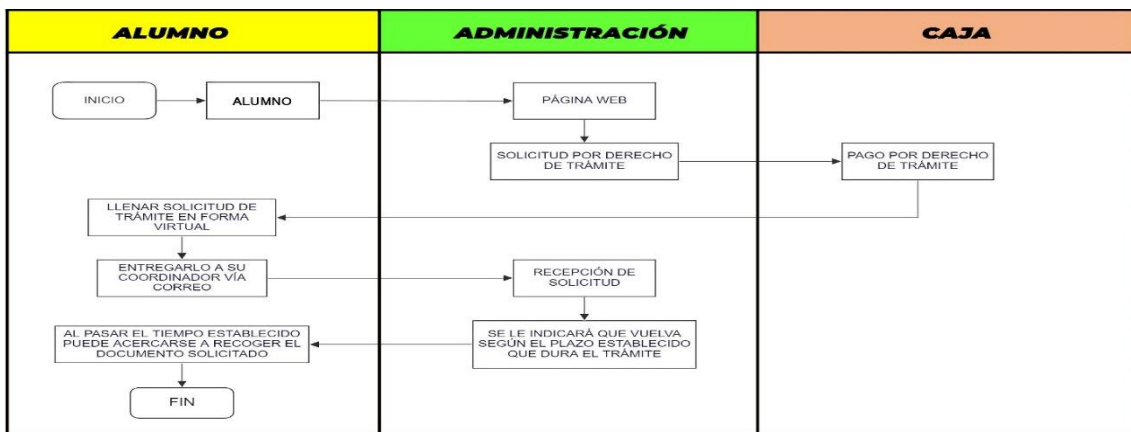 ALUMNO
ADMINISTRACIÓN
CAJA
INICIO
ALUMNO
PÁGINA WEB
SOLICITUD POR DERECHO
DE TRÁMITE
PAGO POR DERECHO
DE TRÁMITE
LLENAR SOLICITUD DE
TRÁMITE EN FORMA
VIRTUAL
ENTREGARLO A SU
COORDINADOR VÍA
CORREO
RECEPCIÓN DE
SOLICITUD
SE LE INDICARÁ QUE VUELVA
SEGÚN EL PLAZO ESTABLECIDO
QUE DURA EL TRÁMITE
AL PASAR EL TIEMPO ESTABLECIDO
PUEDE ACERCARSE A RECOGER EL
DOCUMENTO SOLICITADO
FIN